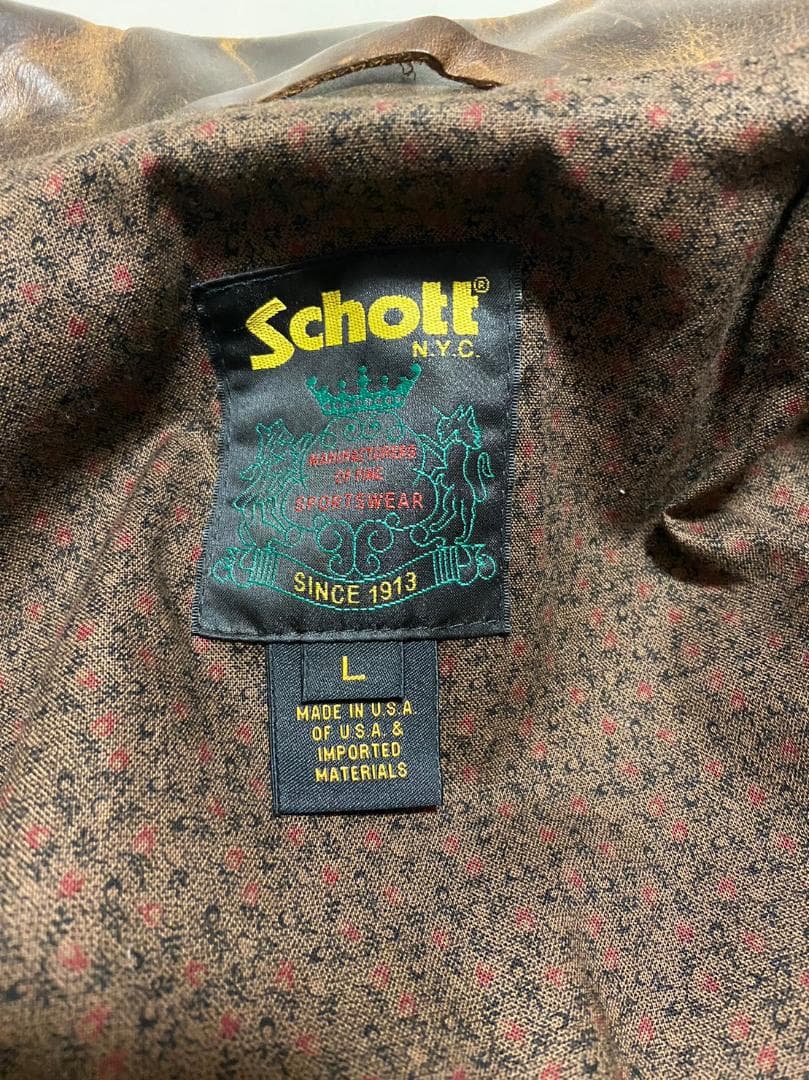 Schott®
N.Y.C.
MANUFACTURERS
OF FINE
SPORTSWEAR
SINCE 1913
L
MADE IN U.S.A.
OF U.S.A. &
IMPORTED
MATERIALS